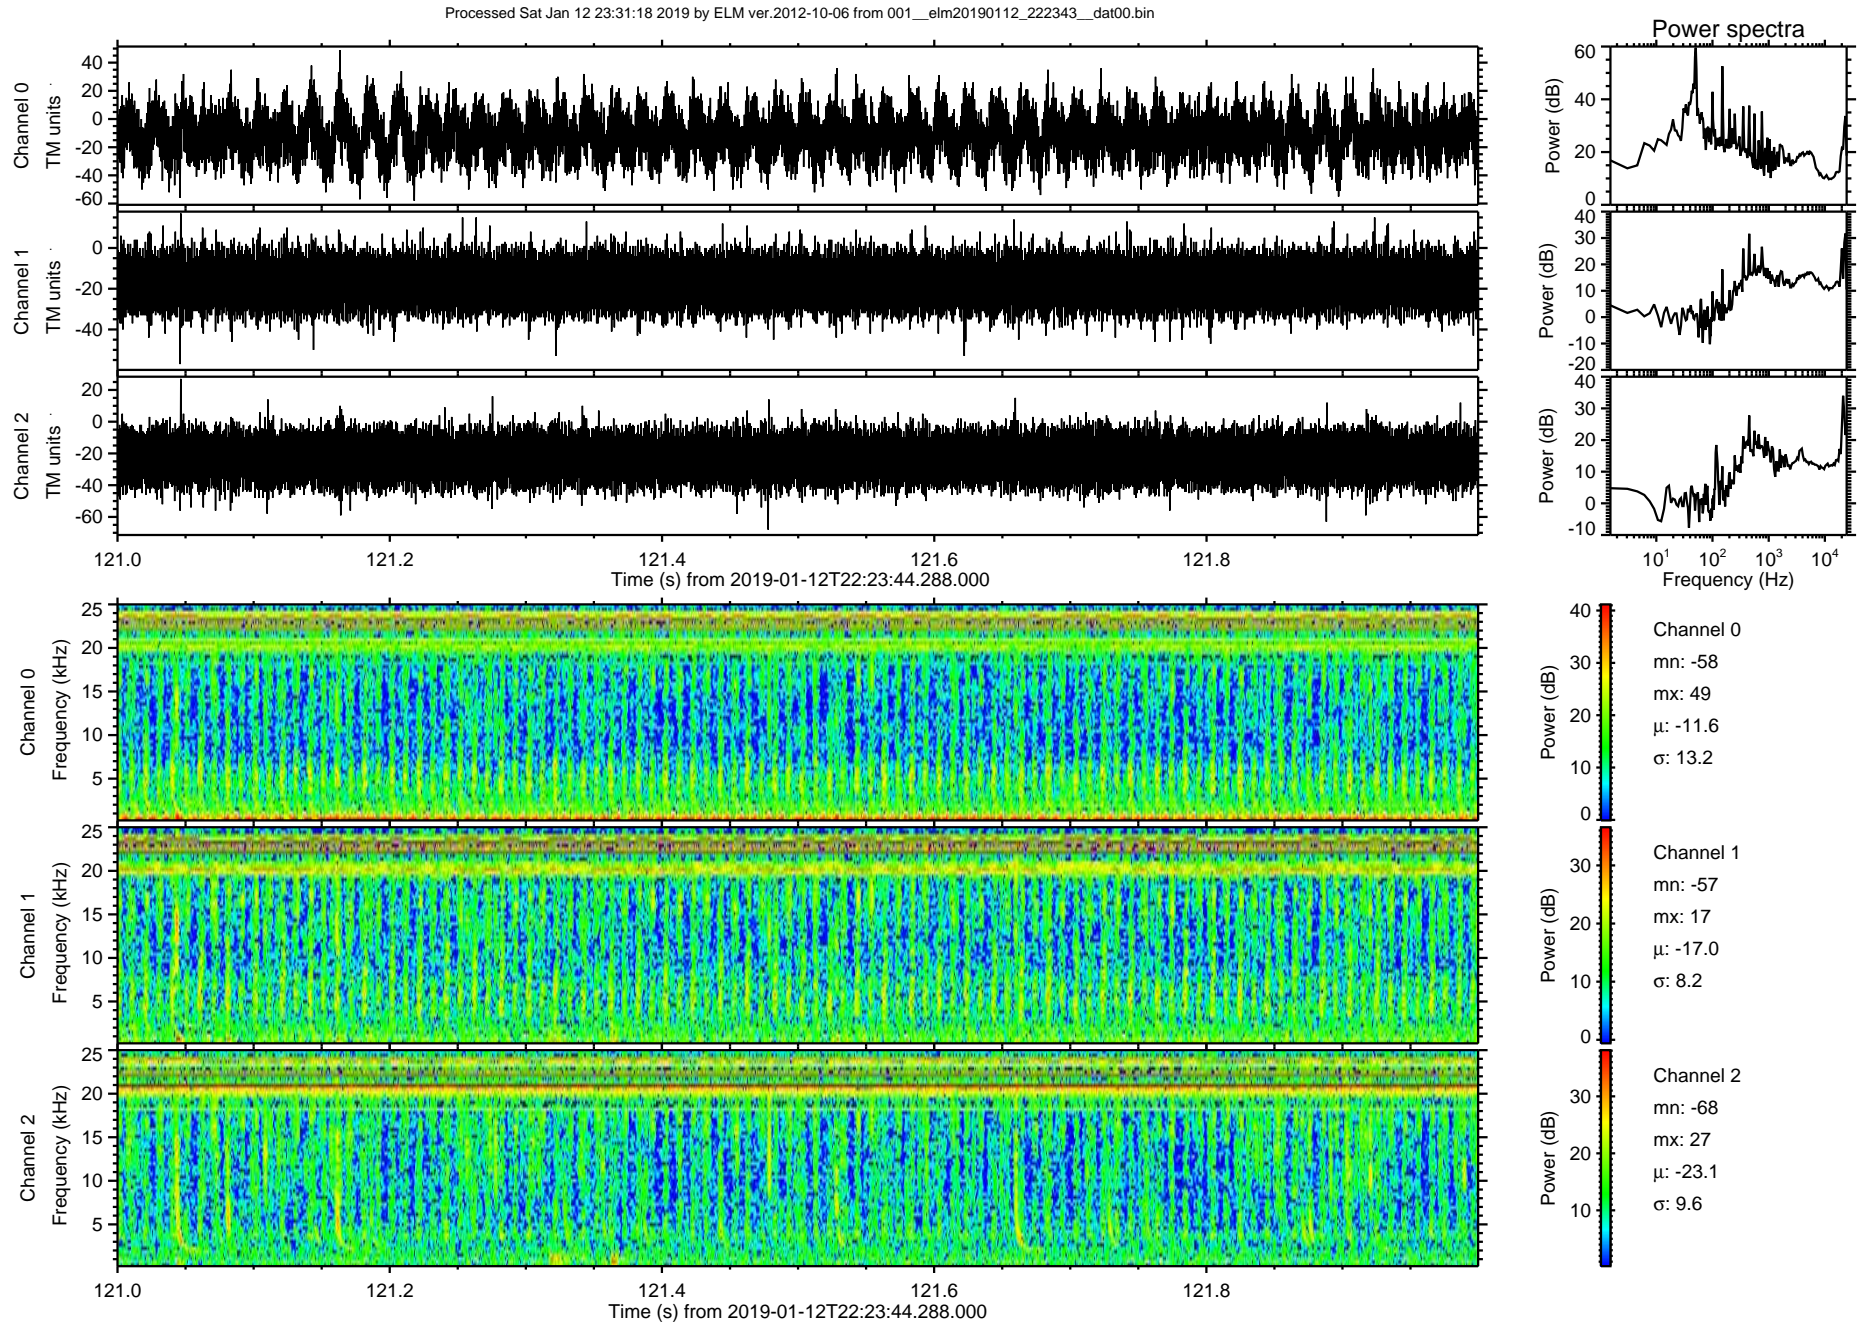 Processed Sat Jan 12 23:31:18 2019 by ELM ver.2012-10-06 from 001__elm20190112_222343__dat00.bin
Power spectra
Channel 0
TM units
40
20
0
-20
-40
-60
Power (dB)
60
40
20
0
Channel 1
TM units
0
-20
-40
Power (dB)
40
30
20
10
0
-10
-20
Channel 2
TM units
20
0
-20
-40
-60
Power (dB)
40
30
20
10
0
-10
121.0 121.2 121.4 121.6 121.8
Time (s) from 2019-01-12T22:23:44.288.000
10¹ 10² 10³ 10⁴
Frequency (Hz)
Channel 0
Frequency (kHz)
25
20
15
10
5
Power (dB)
40
30
20
10
0
Channel 0
mn: -58
mx: 49
µ: -11.6
σ: 13.2
Channel 1
Frequency (kHz)
25
20
15
10
5
Power (dB)
30
20
10
0
Channel 1
mn: -57
mx: 17
µ: -17.0
σ: 8.2
Channel 2
Frequency (kHz)
25
20
15
10
5
Power (dB)
30
20
10
Channel 2
mn: -68
mx: 27
µ: -23.1
σ: 9.6
121.0 121.2 121.4 121.6 121.8
Time (s) from 2019-01-12T22:23:44.288.000